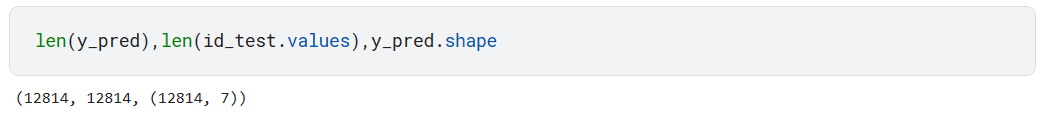 len(y_pred),len(id_test.values),y_pred.shape
(12814, 12814, (12814, 7))